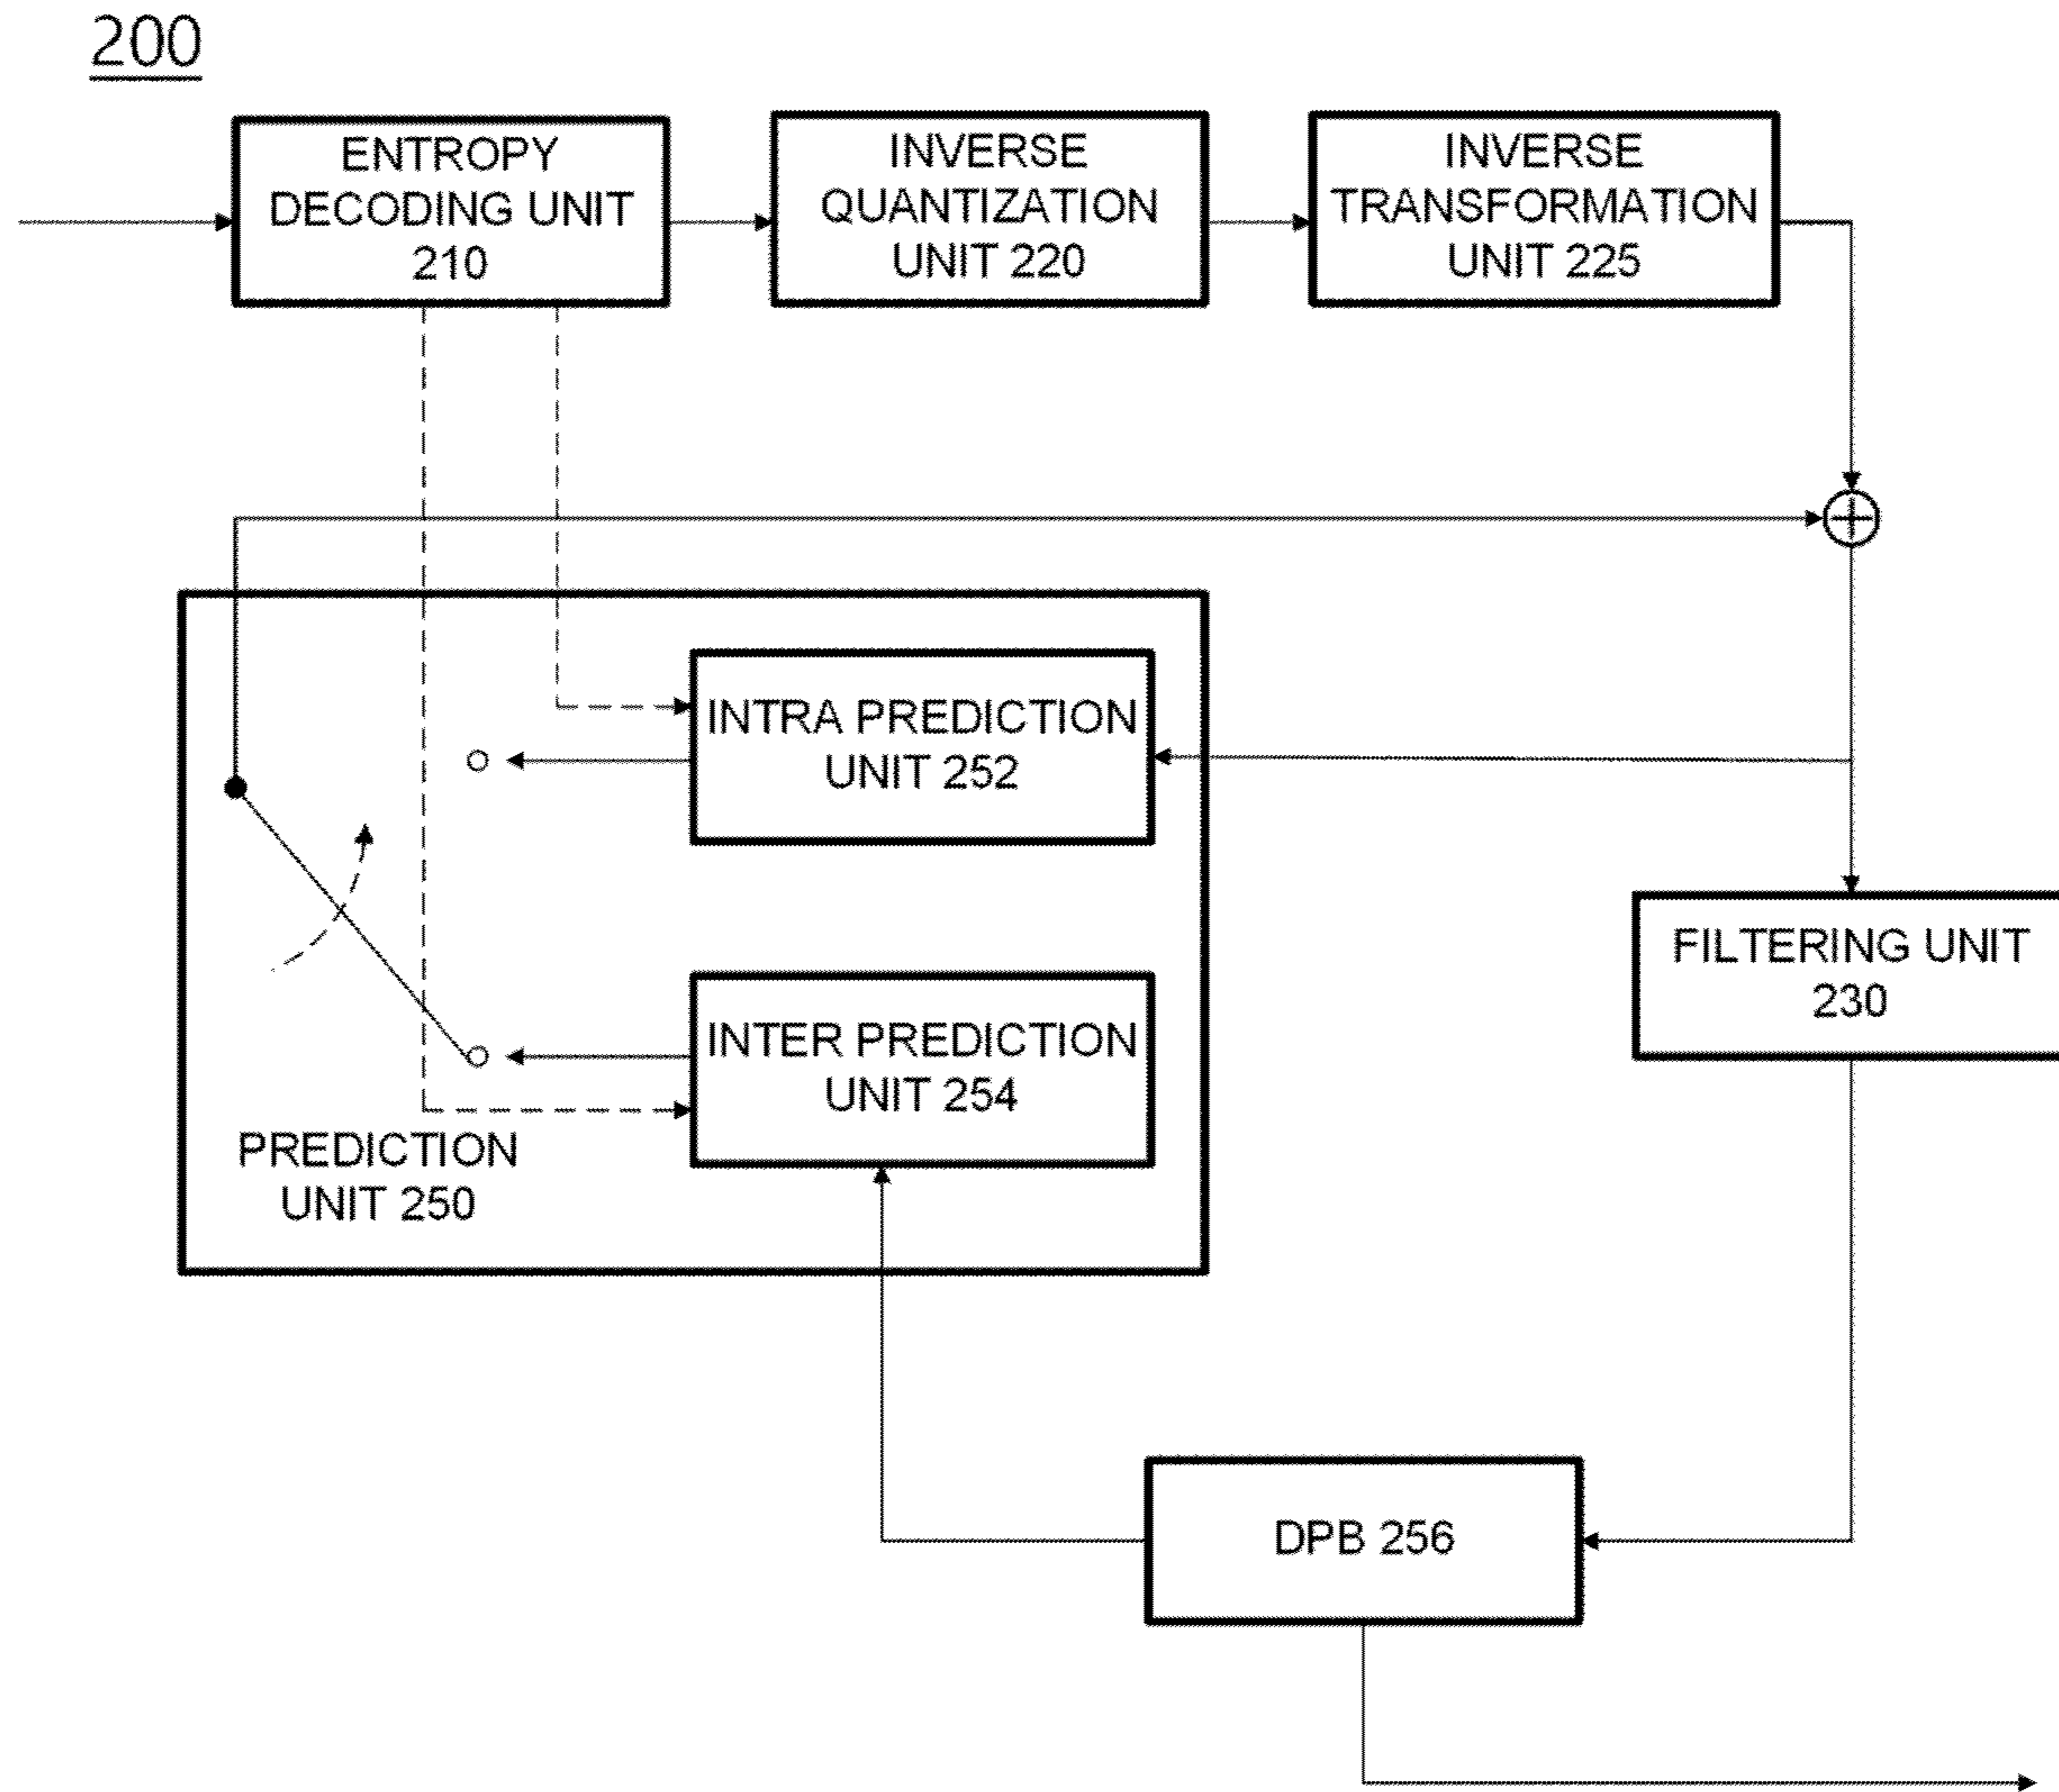 200
ENTROPY
DECODING UNIT
210
INVERSE
QUANTIZATION
UNIT 220
INVERSE
TRANSFORMATION
UNIT 225
INTRA PREDICTION
UNIT 252
FILTERING UNIT
230
INTER PREDICTION
UNIT 254
PREDICTION
UNIT 250
DPB 256